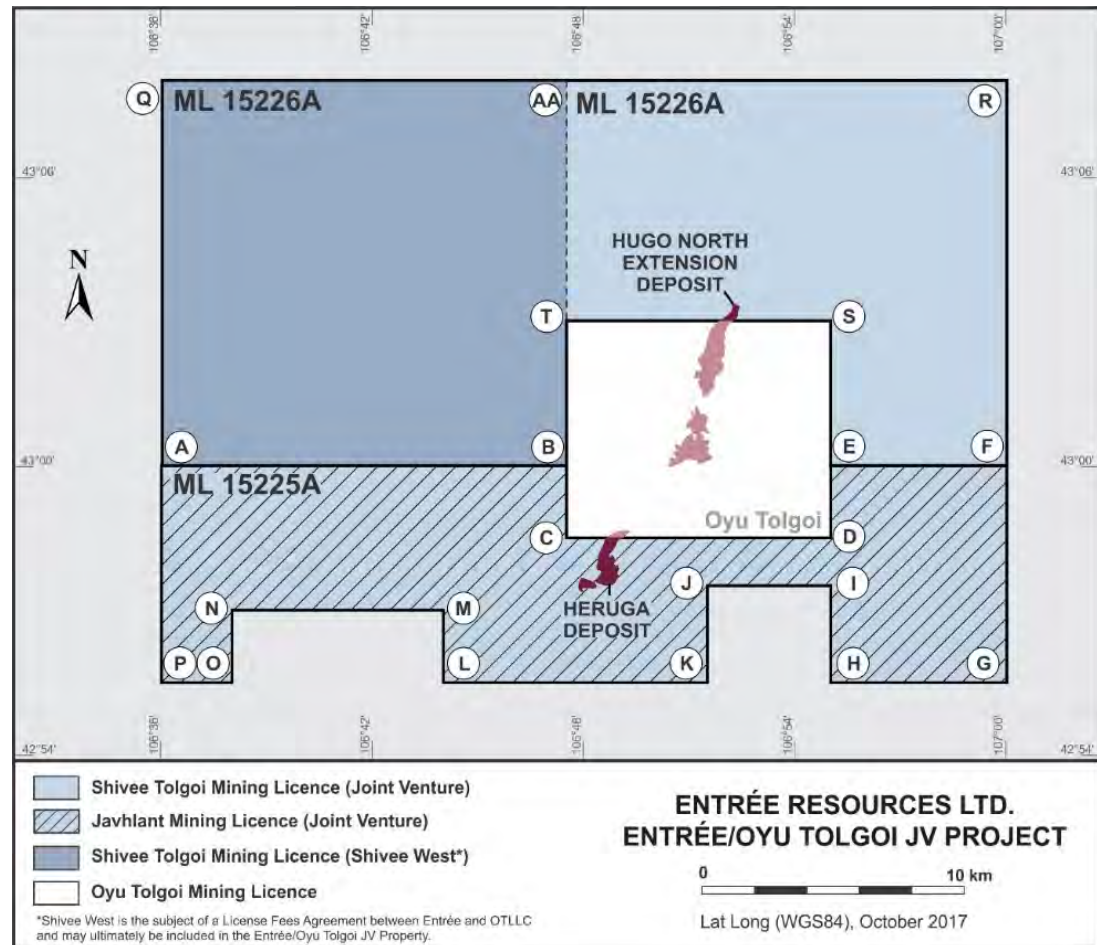 106°36' 106°42' 106°48' 106°54' 107°00'
Q ML 15226A AA ML 15226A R
43°06' 43°06'
HUGO NORTH
EXTENSION
DEPOSIT
N
T S
A B E F
43°00' 43°00'
ML 15225A
Oyu Tolgoi
C D
J I
N M
HERUGA
DEPOSIT
P O L K H G
42°54' 42°54'
106°36' 106°42' 106°48' 106°54' 107°00'
Shivee Tolgoi Mining Licence (Joint Venture)
Javhlant Mining Licence (Joint Venture)
Shivee Tolgoi Mining Licence (Shivee West*)
Oyu Tolgoi Mining Licence
*Shivee West is the subject of a License Fees Agreement between Entrée and OTLLC
and may ultimately be included in the Entrée/Oyu Tolgoi JV Property.
ENTRÉE RESOURCES LTD.
ENTRÉE/OYU TOLGOI JV PROJECT
0 10 km
Lat Long (WGS84), October 2017